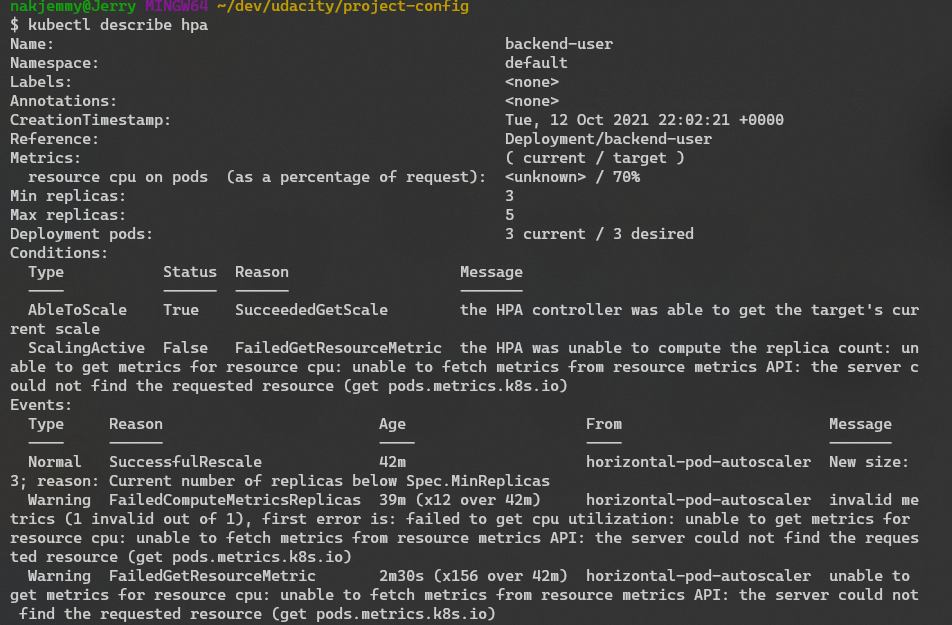 nakjemmy@Jerry MINGW64 ~/dev/udacity/project-config
$ kubectl describe hpa
Name:                                                  backend-user
Namespace:                                             default
Labels:                                                <none>
Annotations:                                           <none>
CreationTimestamp:                                     Tue, 12 Oct 2021 22:02:21 +0000
Reference:                                             Deployment/backend-user
Metrics:                                               ( current / target )
  resource cpu on pods  (as a percentage of request):  <unknown> / 70%
Min replicas:                                          3
Max replicas:                                          5
Deployment pods:                                       3 current / 3 desired
Conditions:
  Type           Status  Reason                   Message
  ----           ------  ------                   -------
  AbleToScale    True    SucceededGetScale        the HPA controller was able to get the target's cur
rent scale
  ScalingActive  False   FailedGetResourceMetric  the HPA was unable to compute the replica count: un
able to get metrics for resource cpu: unable to fetch metrics from resource metrics API: the server c
ould not find the requested resource (get pods.metrics.k8s.io)
Events:
  Type     Reason                        Age                    From                       Message
  ----     ------                        ----                   ----                       -------
  Normal   SuccessfulRescale             42m                    horizontal-pod-autoscaler  New size:
3; reason: Current number of replicas below Spec.MinReplicas
  Warning  FailedComputeMetricsReplicas  39m (x12 over 42m)     horizontal-pod-autoscaler  invalid me
trics (1 invalid out of 1), first error is: failed to get cpu utilization: unable to get metrics for
resource cpu: unable to fetch metrics from resource metrics API: the server could not find the reques
ted resource (get pods.metrics.k8s.io)
  Warning  FailedGetResourceMetric       2m30s (x156 over 42m)  horizontal-pod-autoscaler  unable to
get metrics for resource cpu: unable to fetch metrics from resource metrics API: the server could not
 find the requested resource (get pods.metrics.k8s.io)